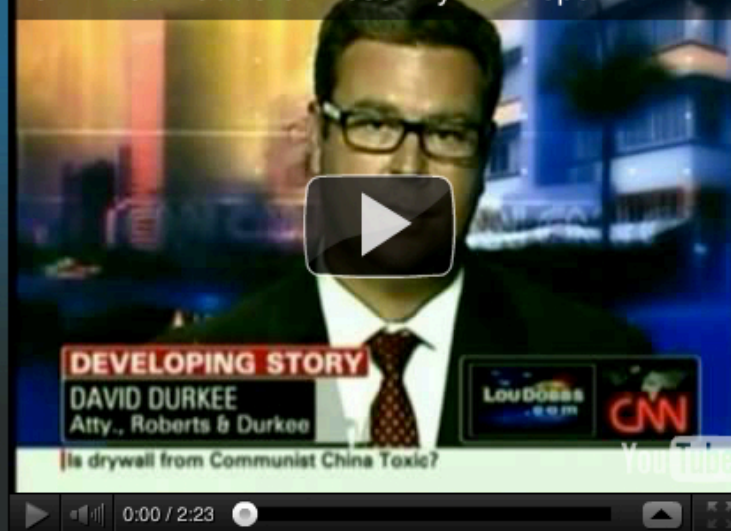 DEVELOPING STORY
DAVID DURKEE
Atty., Roberts & Durkee
LOUDOBBS
.com
CNN
Is drywall from Communist China Toxic?
YouTube
0:00 / 2:23